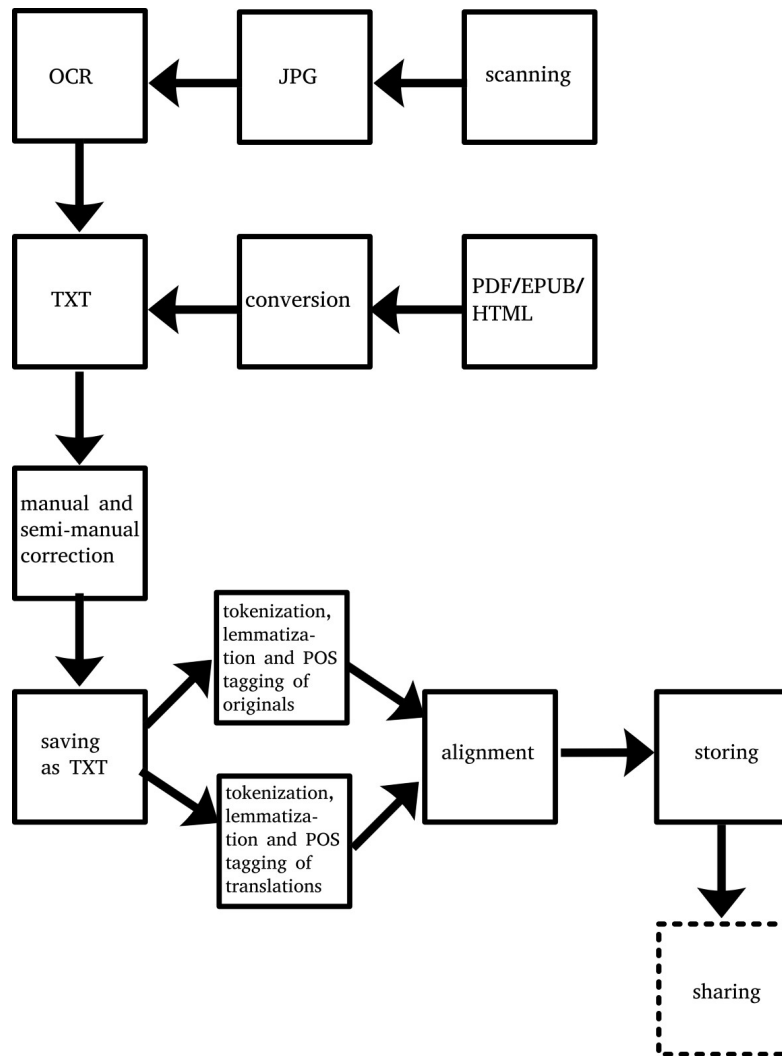 OCR
JPG
scanning
TXT
conversion
PDF/EPUB/
HTML
manual and
semi-manual
correction
saving
as TXT
tokenization,
lemmatiza-
tion and POS
tagging of
originals
tokenization,
lemmatiza-
tion and POS
tagging of
translations
alignment
storing
sharing